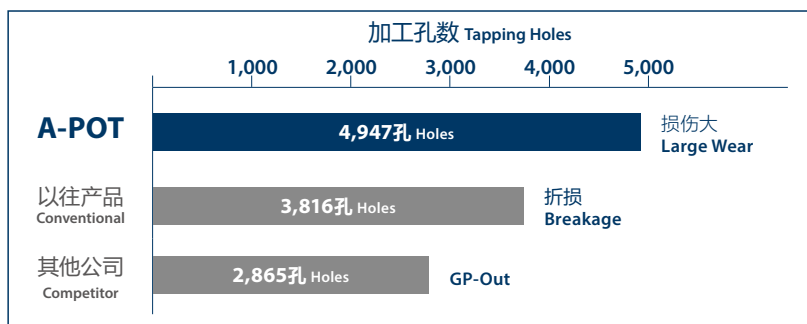 加工孔数 Tapping Holes
1,000 2,000 3,000 4,000 5,000
A-POT
4,947孔 Holes
损伤大
Large Wear
以往产品
Conventional
3,816孔 Holes
折损
Breakage
其他公司
Competitor
2,865孔 Holes
GP-Out